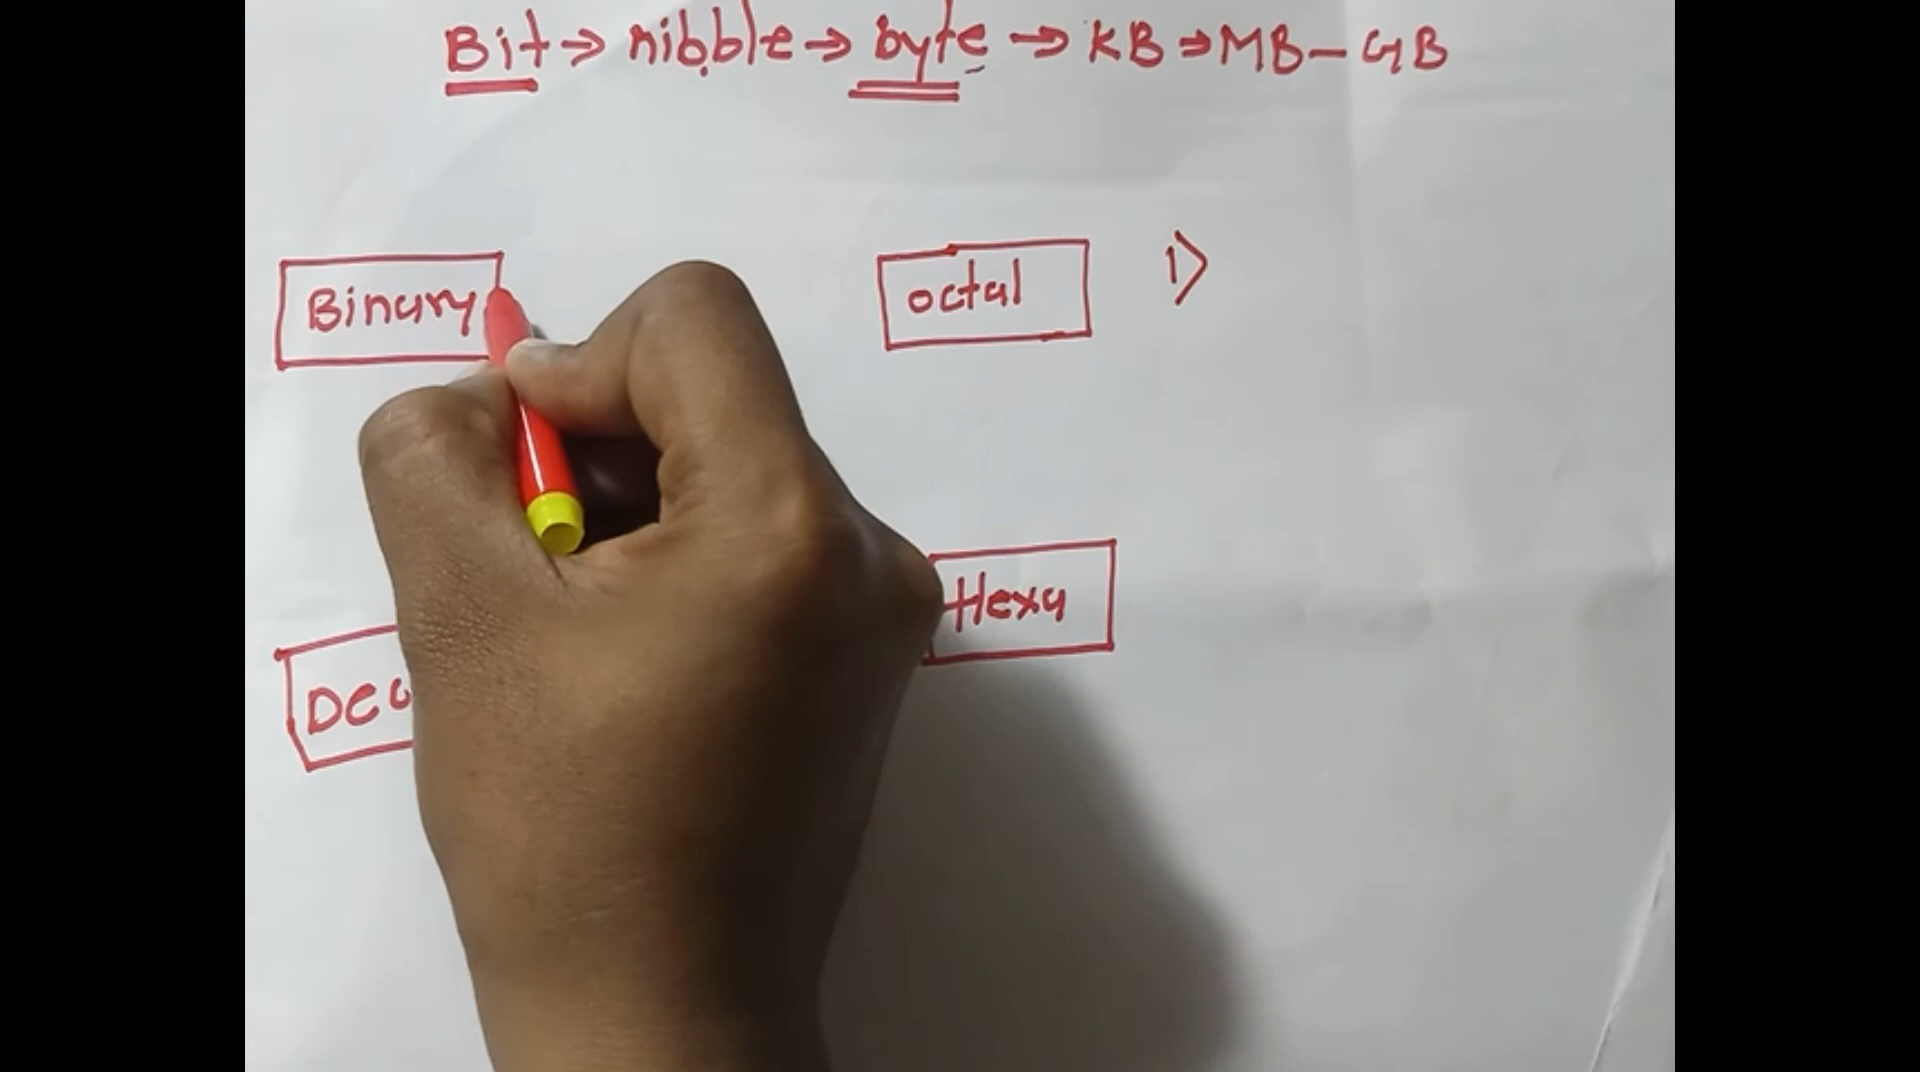 Bit → nibble → byte → KB → MB - GB
Binary
octal 1>
Hexa